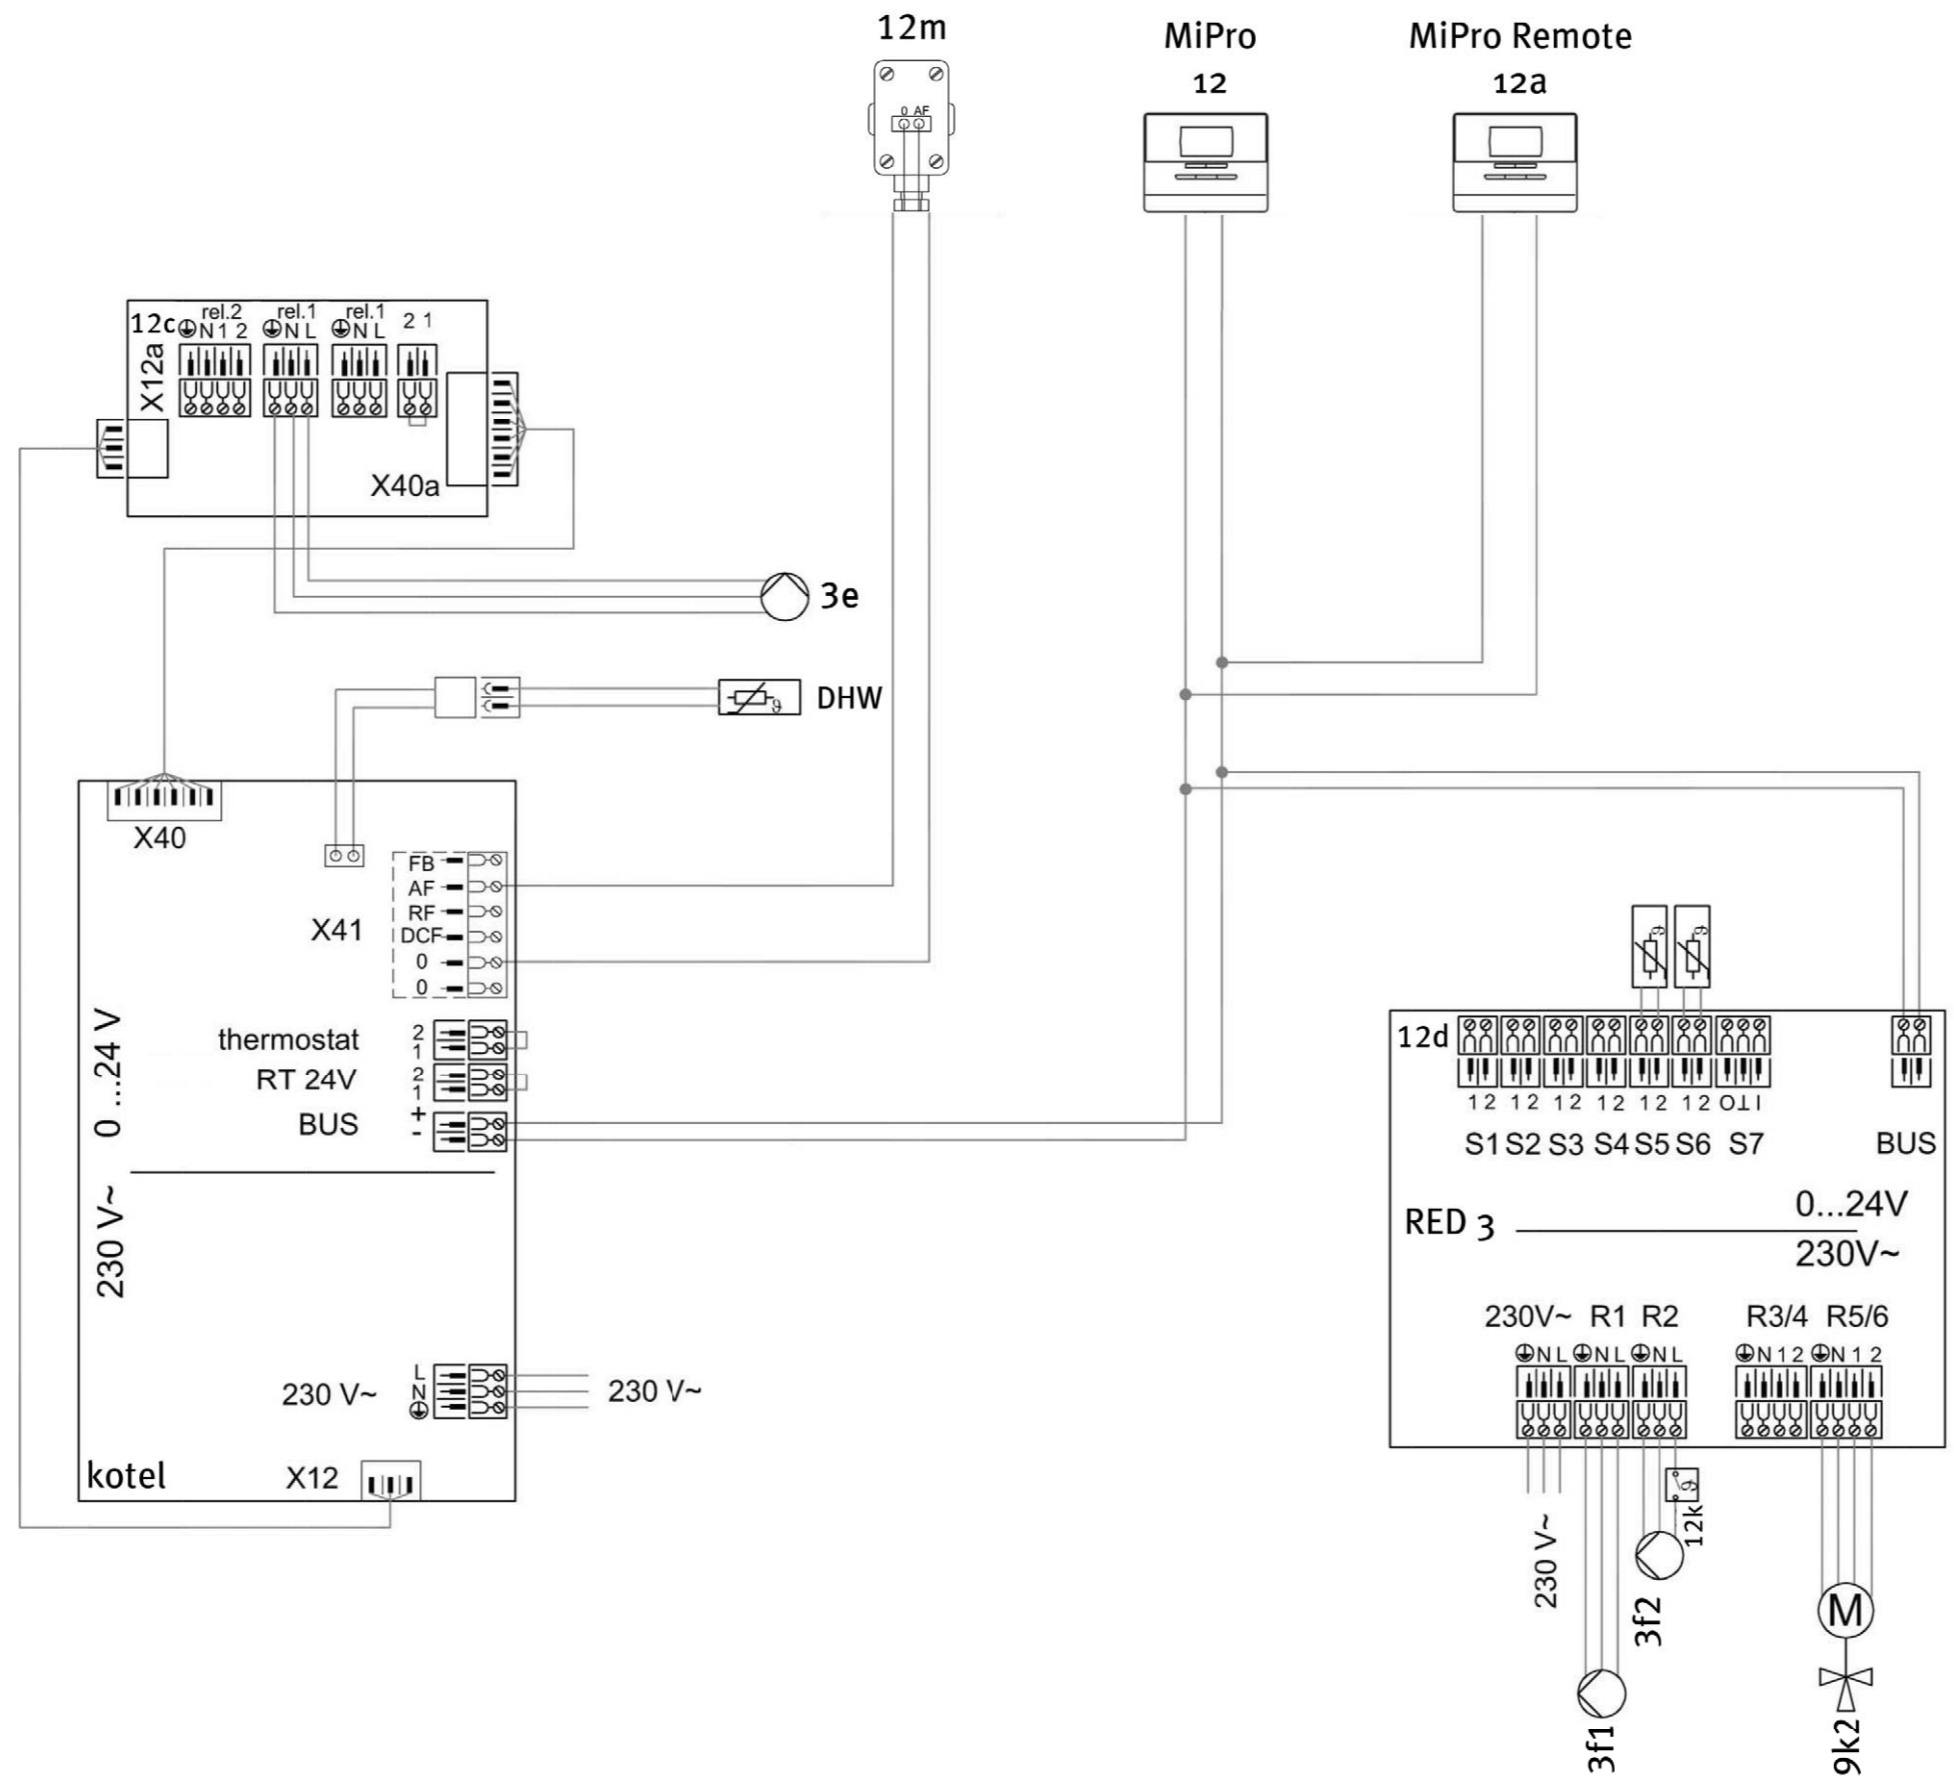 12m
MiPro
12
MiPro Remote
12a
0 AF
12c
rel.2
N 1 2
rel.1
N L
rel.1
N L
2 1
X12a
X40a
3e
ϑ
DHW
X40
X41
FB
AF
RF
DCF
0
0
thermostat
2
1
RT 24V
2
1
BUS
+
-
0 ...24 V
230 V~
230 V~
L
N
230 V~
kotel
X12
ϑ
ϑ
12d
1 2 1 2 1 2 1 2 1 2 1 2 O⊥I
S1 S2 S3 S4 S5 S6 S7
BUS
0...24V
RED 3
230V~
230V~ R1 R2 R3/4 R5/6
N L N L N L N 1 2 N 1 2
ϑ
12k
230 V~
3f2
3f1
M
9k2